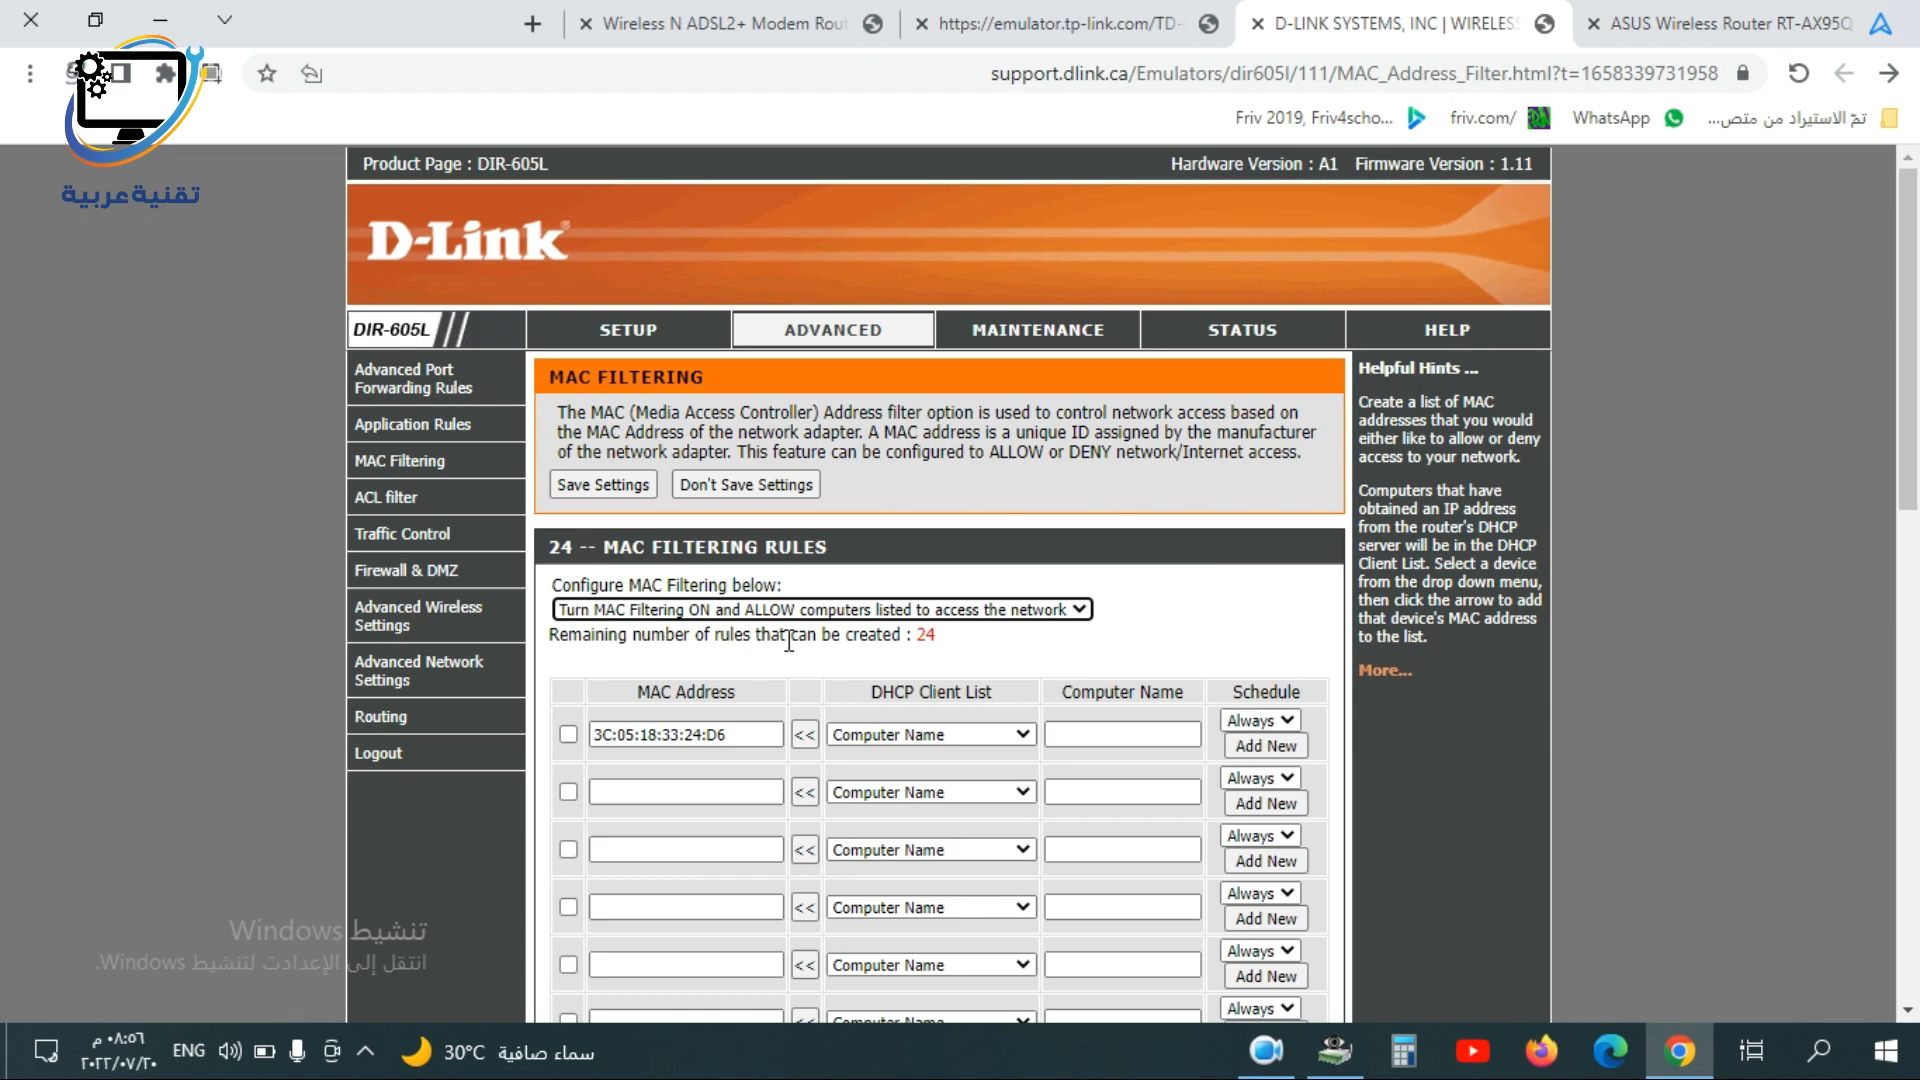 Wireless N ADSL2+ Modem Rout
https://emulator.tp-link.com/TD-
D-LINK SYSTEMS, INC | WIRELESS
ASUS Wireless Router RT-AX95Q
support.dlink.ca/Emulators/dir605l/111/MAC_Address_Filter.html?t=1658339731958
Friv 2019, Friv4scho...
friv.com/
WhatsApp
تمّ الاستيراد من متص...
تقنية عربية
Product Page : DIR-605L
Hardware Version : A1 Firmware Version : 1.11
D-Link®
DIR-605L
SETUP
ADVANCED
MAINTENANCE
STATUS
HELP
Advanced Port
Forwarding Rules
Application Rules
MAC Filtering
ACL filter
Traffic Control
Firewall & DMZ
Advanced Wireless
Settings
Advanced Network
Settings
Routing
Logout
MAC FILTERING
The MAC (Media Access Controller) Address filter option is used to control network access based on
the MAC Address of the network adapter. A MAC address is a unique ID assigned by the manufacturer
of the network adapter. This feature can be configured to ALLOW or DENY network/Internet access.
Save Settings
Don't Save Settings
24 -- MAC FILTERING RULES
Configure MAC Filtering below:
Turn MAC Filtering ON and ALLOW computers listed to access the network
Remaining number of rules that can be created : 24
MAC Address
DHCP Client List
Computer Name
Schedule
3C:05:18:33:24:D6
<<
Computer Name
Always
Add New
<<
Computer Name
Always
Add New
<<
Computer Name
Always
Add New
<<
Computer Name
Always
Add New
<<
Computer Name
Always
Add New
<<
Computer Name
Always
Helpful Hints ...
Create a list of MAC
addresses that you would
either like to allow or deny
access to your network.
Computers that have
obtained an IP address
from the router's DHCP
server will be in the DHCP
Client List. Select a device
from the drop down menu,
then click the arrow to add
that device's MAC address
to the list.
More...
تنشيط Windows
انتقل إلى الإعدادات لتنشيط Windows.
٠٨:٥٦ م
٢٠٢٢/٠٧/٢٠
ENG
30°C سماء صافية